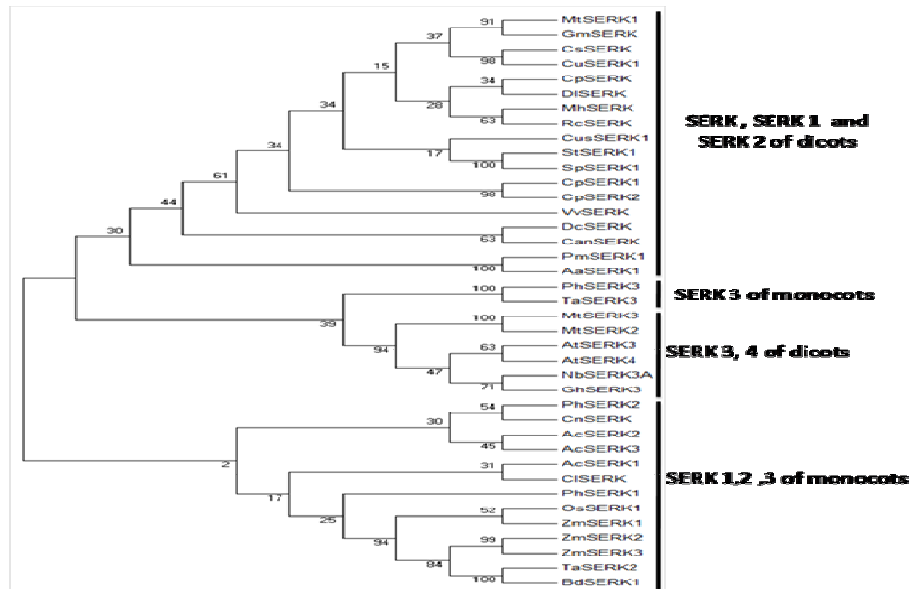 MtSERK1
GmSERK
CsSERK
CuSERK1
CpSERK
DlSERK
MhSERK
RcSERK
CusSERK1
StSERK1
SpSERK1
CpSERK1
CpSERK2
VvSERK
DcSERK
CanSERK
PmSERK1
AaSERK1
PhSERK3
TaSERK3
MtSERK3
MtSERK2
AtSERK3
AtSERK4
NbSERK3A
GhSERK3
PhSERK2
CnSERK
AcSERK2
AcSERK3
AcSERK1
ClSERK
PhSERK1
OsSERK1
ZmSERK1
ZmSERK2
ZmSERK3
TaSERK2
BdSERK1
SERK , SERK 1 and
SERK 2 of dicots
SERK 3 of monocots
SERK 3, 4 of dicots
SERK 1,2 ,3 of monocots
91
37
98
15
34
28
63
34
17
100
34
98
61
44
63
30
100
100
39
100
94
63
47
71
54
30
45
2
31
17
25
52
94
99
84
100